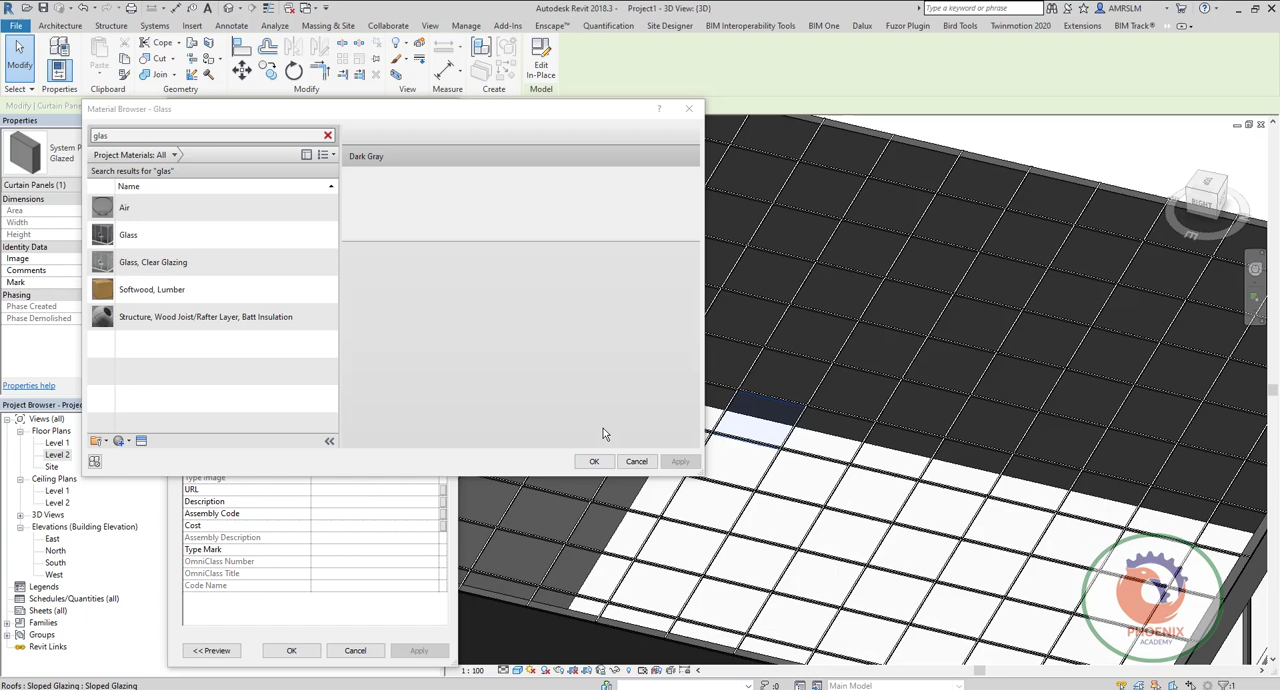 Autodesk Revit 2018.3 - Project1 - 3D View: {3D}
Type a keyword or phrase
AMRSLM
File Architecture Structure Systems Insert Annotate Analyze Massing & Site Collaborate View Manage Add-Ins Enscape™ Quantification Site Designer BIM Interoperability Tools BIM One Dalux Fuzor Plugin Bird Tools Twinmotion 2020 Extensions BIM Track®
Modify
Paste
Cope
Cut
Join
Edit
In-Place
Select Properties Clipboard Geometry Modify View Measure Create Model
Modify | Curtain Pane
Material Browser - Glass
?
Properties
System P
Glazed
Curtain Panels (1)
Dimensions
Area
Width
Height
Identity Data
Image
Comments
Mark
Phasing
Phase Created
Phase Demolished
Properties help
glas
Project Materials: All
Search results for "glas"
Name
Air
Glass
Glass, Clear Glazing
Softwood, Lumber
Structure, Wood Joist/Rafter Layer, Batt Insulation
Dark Gray
OK Cancel Apply
RIGHT
Project Browser - Projec
Views (all)
Floor Plans
Level 1
Level 2
Site
Ceiling Plans
Level 1
Level 2
3D Views
Elevations (Building Elevation)
East
North
South
West
Legends
Schedules/Quantities (all)
Sheets (all)
Families
Groups
Revit Links
Type Image
URL
Description
Assembly Code
Cost
Assembly Description
Type Mark
OmniClass Number
OmniClass Title
Code Name
<< Preview OK Cancel Apply
PHOENIX
ACADEMY
1 : 100
Roofs : Sloped Glazing : Sloped Glazing
:0
Main Model
:1